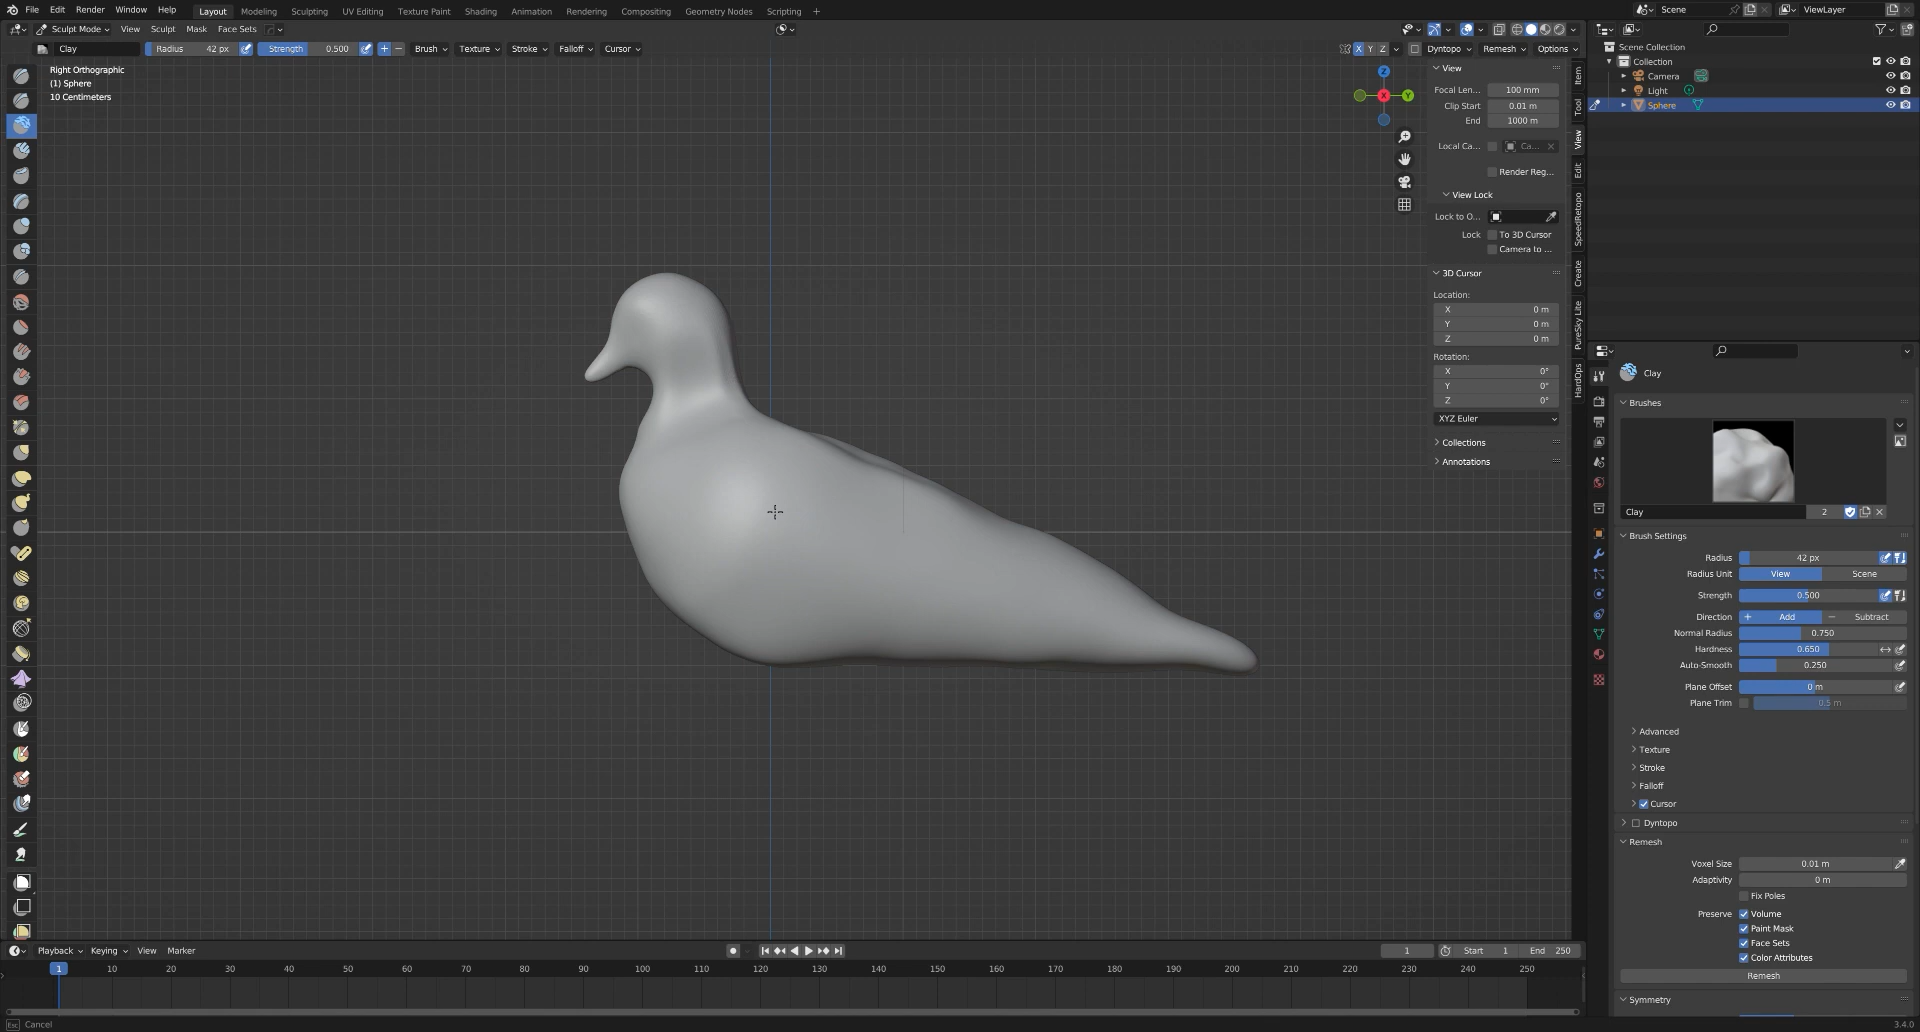 File Edit Render Window Help Layout Modeling Sculpting UV Editing Texture Paint Shading Animation Rendering Compositing Geometry Nodes Scripting + Scene ViewLayer
Sculpt Mode View Sculpt Mask Face Sets
Clay Radius 42 px Strength 0.500 + − Brush Texture Stroke Falloff Cursor X Y Z Dyntopo Remesh Options
Right Orthographic
(1) Sphere
10 Centimeters
Z
X
Y
View
Focal Len... 100 mm
Clip Start 0.01 m
End 1000 m
Local Ca... Ca...
Render Reg...
View Lock
Lock to O...
Lock To 3D Cursor
Camera to ...
3D Cursor
Location:
X 0 m
Y 0 m
Z 0 m
Rotation:
X 0°
Y 0°
Z 0°
XYZ Euler
Collections
Annotations
Item
Tool
View
Edit
SpeedRetopo
Create
PureSky Lite
HardOps
Scene Collection
Collection
Camera
Light
Sphere
Clay
Brushes
Clay 2
Brush Settings
Radius 42 px
Radius Unit View Scene
Strength 0.500
Direction + Add − Subtract
Normal Radius 0.750
Hardness 0.650
Auto-Smooth 0.250
Plane Offset 0 m
Plane Trim 0.5 m
Advanced
Texture
Stroke
Falloff
Cursor
Dyntopo
Remesh
Voxel Size 0.01 m
Adaptivity 0 m
Fix Poles
Preserve Volume
Paint Mask
Face Sets
Color Attributes
Remesh
Symmetry
Playback Keying View Marker 1 Start 1 End 250
1 10 20 30 40 50 60 70 80 90 100 110 120 130 140 150 160 170 180 190 200 210 220 230 240 250
Esc Cancel 3.4.0